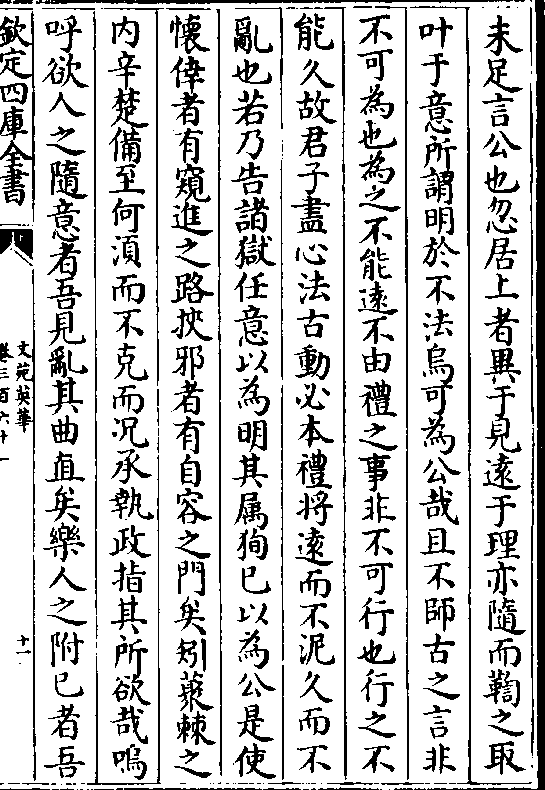 未足言公也忽居上者異于見遠于理亦隨而鞫之取
叶于意所謂明於不法烏可為公哉且不師古之言非
不可為也為之不能遠不由禮之事非不可行也行之不
能久故君子盡心法古動必本禮將遠而不泥久而不
亂也若乃告諸獄任意以為明其属狥已以為公是使
懐倖者有窺進之路挾邪者有自容之門矣矧蒺棘之
内辛楚備至何湏而不克而况承執政指其所欲哉嗚
呼欲人之隨意者吾見亂其曲直矣樂人之附已者吾
欽定四庫全書
文苑英華
卷三百六十一
十一